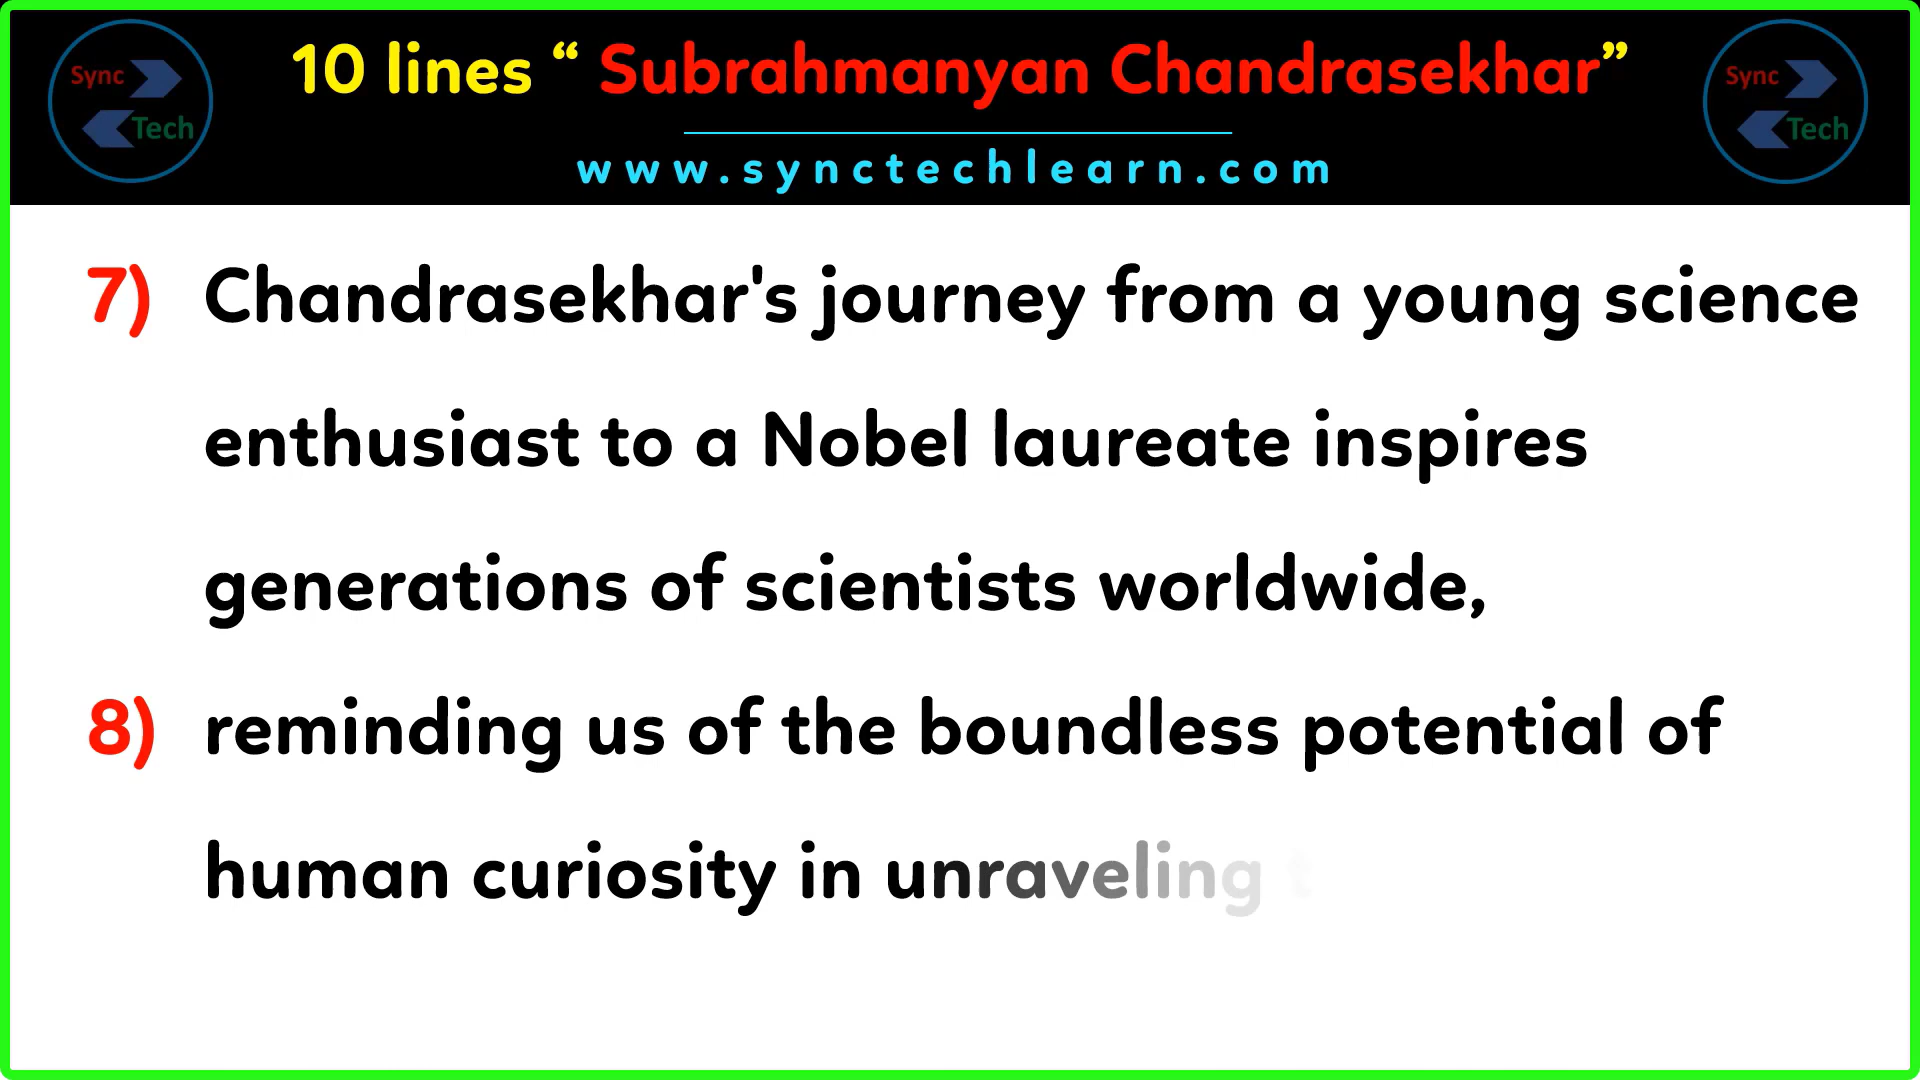 Sync
Tech
10 lines “ Subrahmanyan Chandrasekhar”
www.synctechlearn.com
Sync
Tech
7) Chandrasekhar's journey from a young science
enthusiast to a Nobel laureate inspires
generations of scientists worldwide,
8) reminding us of the boundless potential of
human curiosity in unraveling